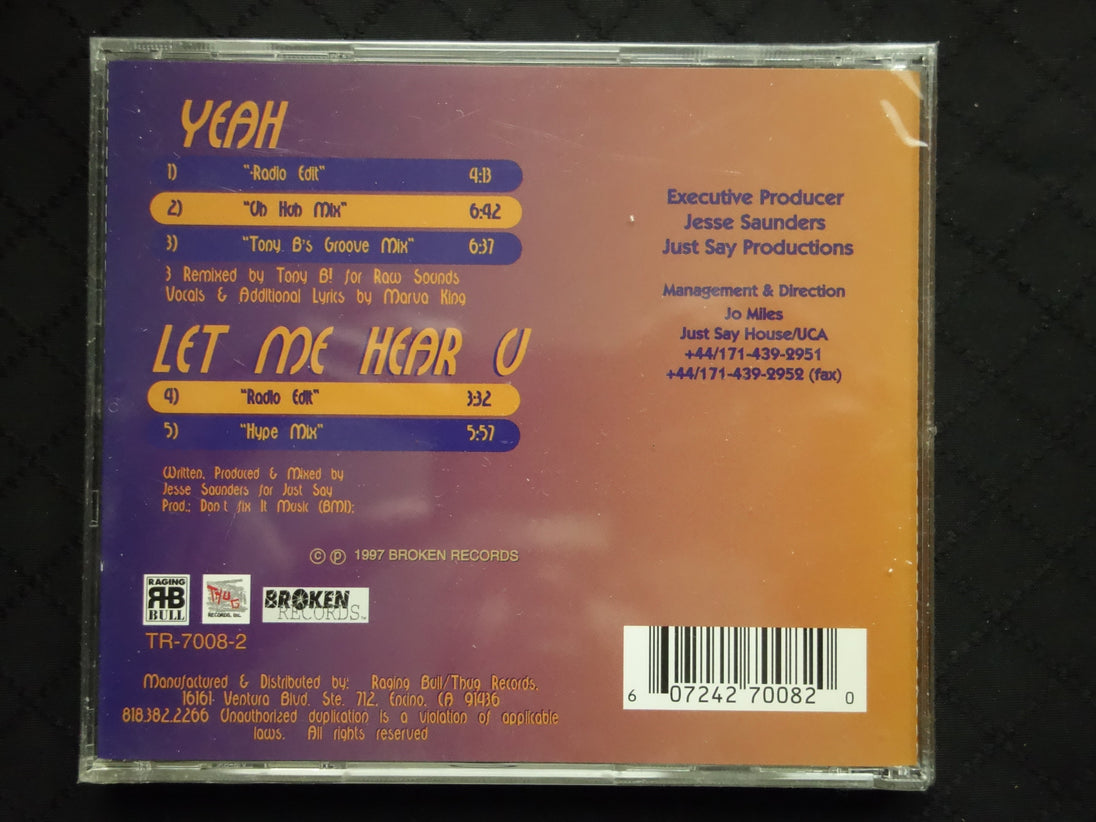 YEAH
1) "Radio Edit" 4:13
2) "Uh Huh Mix" 6:42
3) "Tony B's Groove Mix" 6:37
3 Remixed by Tony B! for Raw Sounds
Vocals & Additional Lyrics by Marva King
LET ME HEAR U
4) "Radio Edit" 3:32
5) "Hype Mix" 5:57
Written, Produced & Mixed by
Jesse Saunders for Just Say
Prod.; Don't fix It Music (BMI);
© ℗ 1997 BROKEN RECORDS
RAGING
RB
BULL
THUG
RECORDS, INC.
BROKEN
RECORDS™
TR-7008-2
Manufactured & Distributed by: Raging Bull/Thug Records,
16161 Ventura Blvd. Ste. 712, Encino, CA 91436
818.382.2266 Unauthorized duplication is a violation of applicable
laws. All rights reserved
Executive Producer
Jesse Saunders
Just Say Productions
Management & Direction
Jo Miles
Just Say House/UCA
+44/171-439-2951
+44/171-439-2952 (fax)
6 07242 70082 0